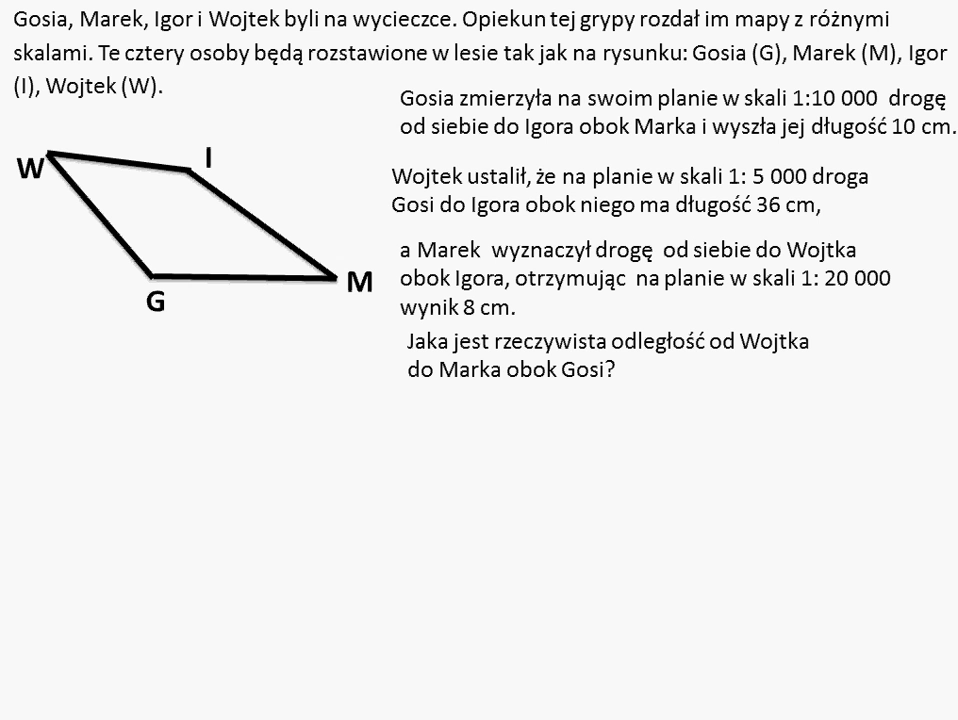 Gosia, Marek, Igor i Wojtek byli na wycieczce. Opiekun tej grypy rozdał im mapy z różnymi
skalami. Te cztery osoby będą rozstawione w lesie tak jak na rysunku: Gosia (G), Marek (M), Igor
(I), Wojtek (W).
Gosia zmierzyła na swoim planie w skali 1:10 000 drogę
od siebie do Igora obok Marka i wyszła jej długość 10 cm.
W
I
G
M
Wojtek ustalił, że na planie w skali 1: 5 000 droga
Gosi do Igora obok niego ma długość 36 cm,
a Marek wyznaczył drogę od siebie do Wojtka
obok Igora, otrzymując na planie w skali 1: 20 000
wynik 8 cm.
Jaka jest rzeczywista odległość od Wojtka
do Marka obok Gosi?